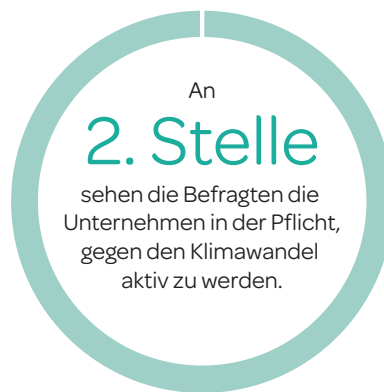 An
2. Stelle
sehen die Befragten die
Unternehmen in der Pflicht,
gegen den Klimawandel
aktiv zu werden.